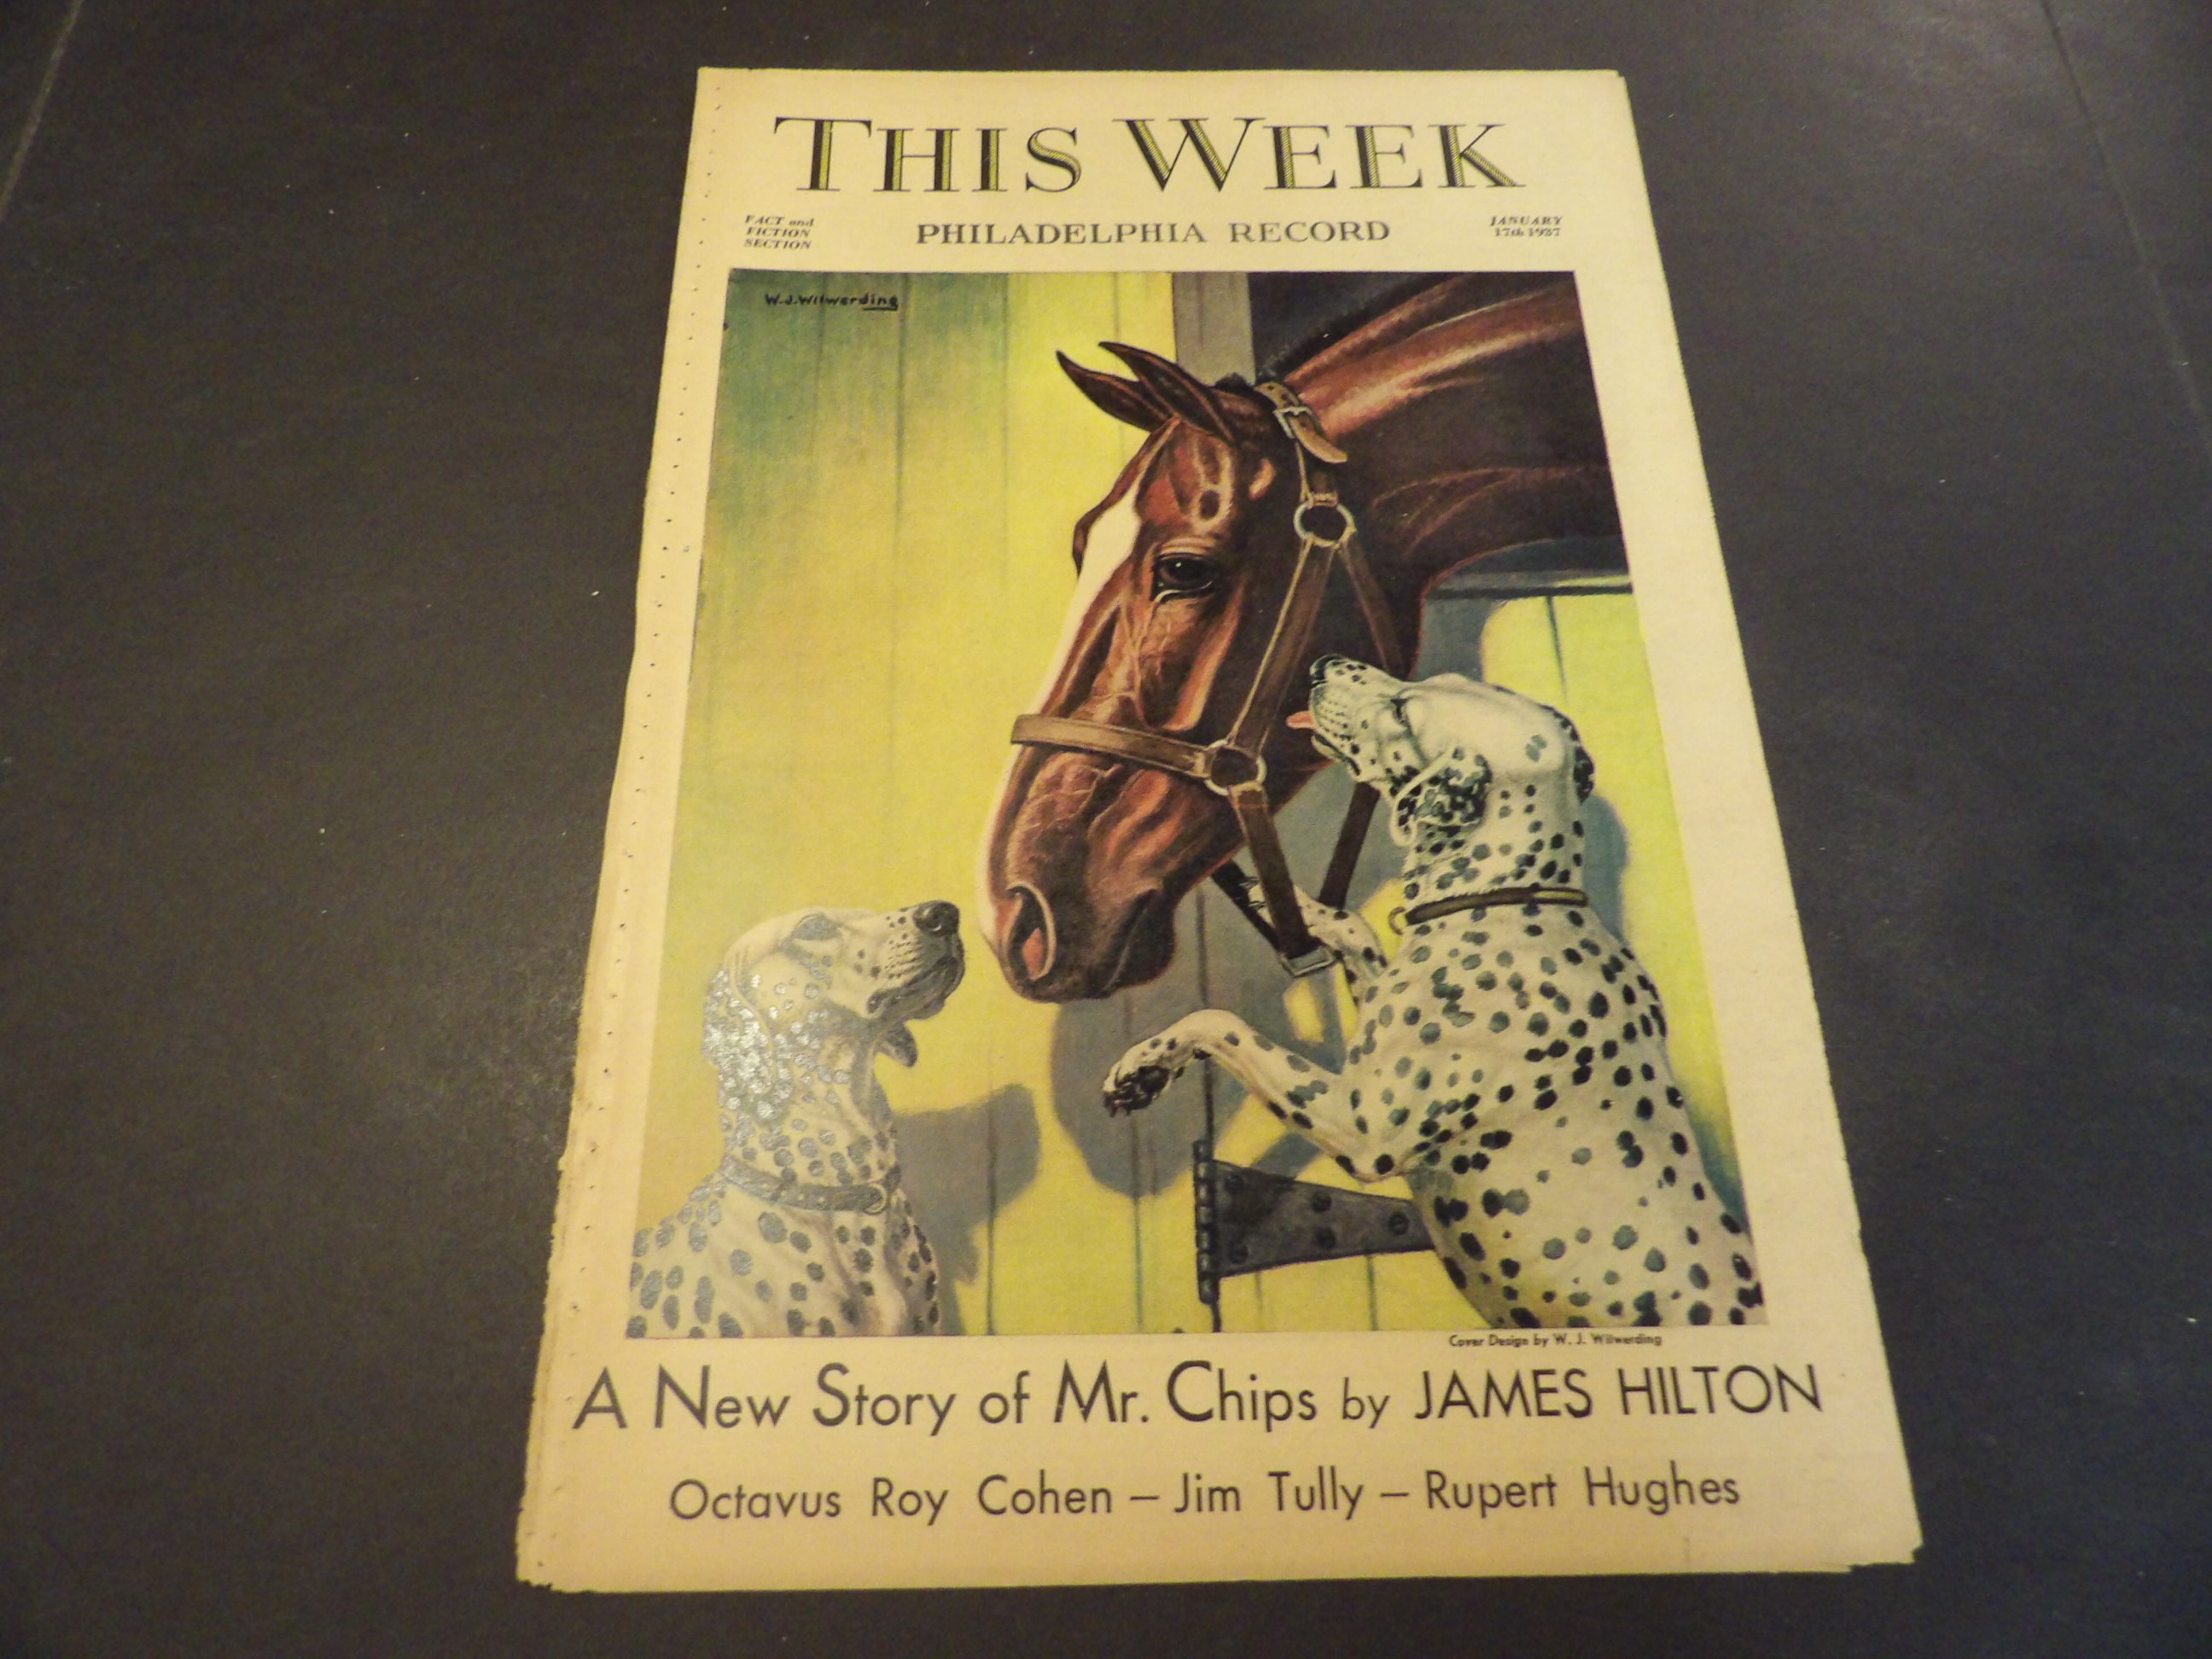 THIS WEEK
FACT and
FICTION
SECTION
PHILADELPHIA RECORD
JANUARY
17th 1937
W.J.Wilwerding
Cover Design by W. J. Wilwerding
A New Story of Mr. Chips by JAMES HILTON
Octavus Roy Cohen – Jim Tully – Rupert Hughes